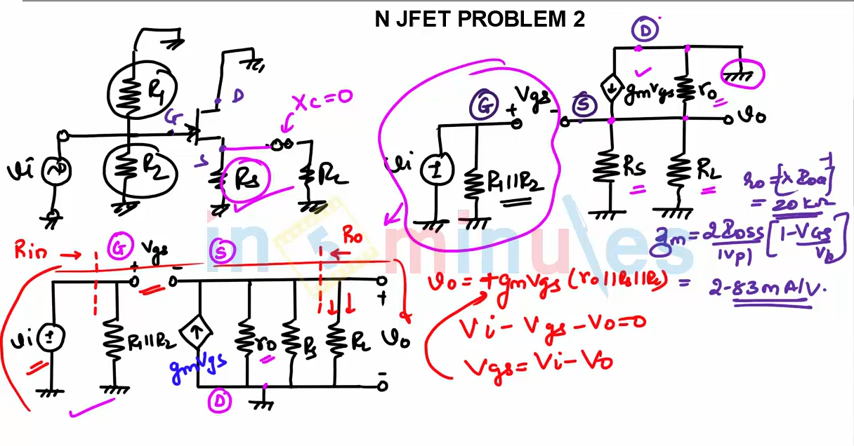 N JFET PROBLEM 2
R1
D
Xc=0
G
R2
S
Vi
RS
RL
G
+ Vgs -
S
D
gmVgs
ro
Vo
Vi
R1||R2
RS
RL
ro = [λ IDQ]^-1
= 20 kΩ
gm = 2IDSS/|Vp| [1-VGS/Vp]
= 2.83 mA/V.
in minutes
Rin →
G
+ Vgs -
S
← Ro
Vi
R1||R2
gmVgs
ro
RS
RL
+
Vo
-
D
Vo = +gmVgs (ro||Rs||RL)
Vi - Vgs - Vo = 0
Vgs = Vi - Vo